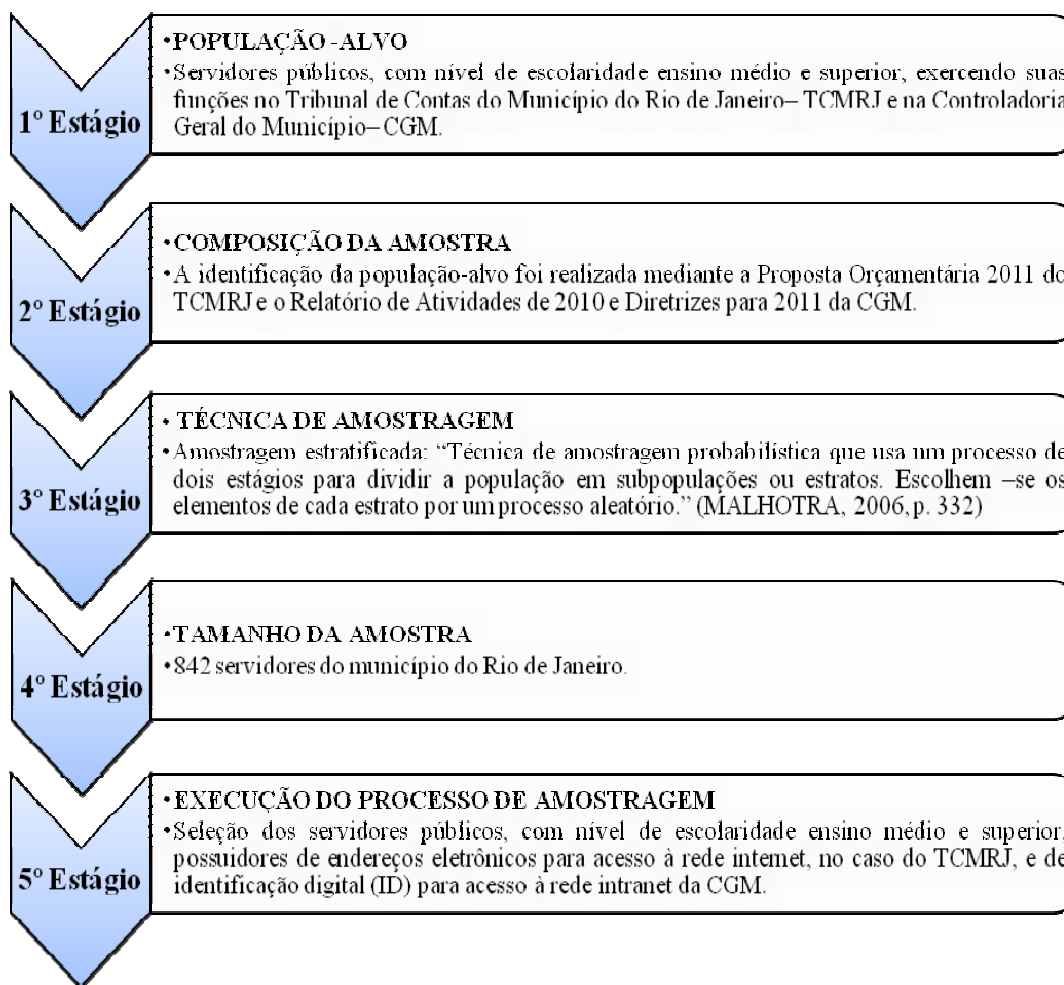 1º Estágio
•POPULAÇÃO -ALVO
•Servidores públicos, com nível de escolaridade ensino médio e superior, exercendo suas
funções no Tribunal de Contas do Município do Rio de Janeiro– TCMRJ e na Controladoria
Geral do Município– CGM.
2º Estágio
•COMPOSIÇÃO DA AMOSTRA
•A identificação da população-alvo foi realizada mediante a Proposta Orçamentária 2011 do
TCMRJ e o Relatório de Atividades de 2010 e Diretrizes para 2011 da CGM.
3º Estágio
• TÉCNICA DE AMOSTRAGEM
•Amostragem estratificada: “Técnica de amostragem probabilística que usa um processo de
dois estágios para dividir a população em subpopulações ou estratos. Escolhem –se os
elementos de cada estrato por um processo aleatório.” (MALHOTRA, 2006, p. 332)
4º Estágio
•TAMANHO DA AMOSTRA
•842 servidores do município do Rio de Janeiro.
5º Estágio
•EXECUÇÃO DO PROCESSO DE AMOSTRAGEM
•Seleção dos servidores públicos, com nível de escolaridade ensino médio e superior,
possuidores de endereços eletrônicos para acesso à rede internet, no caso do TCMRJ, e de
identificação digital (ID) para acesso à rede intranet da CGM.